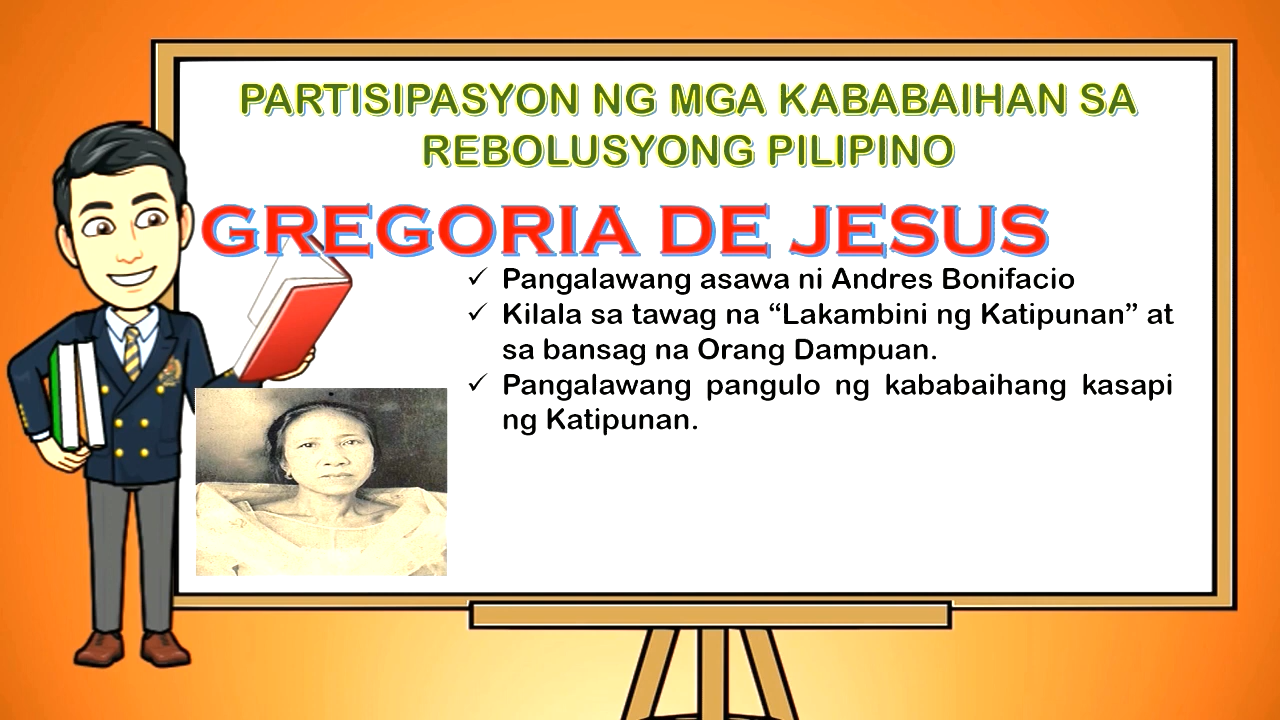 PARTISIPASYON NG MGA KABABAIHAN SA
REBOLUSYONG PILIPINO
GREGORIA DE JESUS
✓ Pangalawang asawa ni Andres Bonifacio
✓ Kilala sa tawag na “Lakambini ng Katipunan” at
sa bansag na Orang Dampuan.
✓ Pangalawang pangulo ng kababaihang kasapi
ng Katipunan.